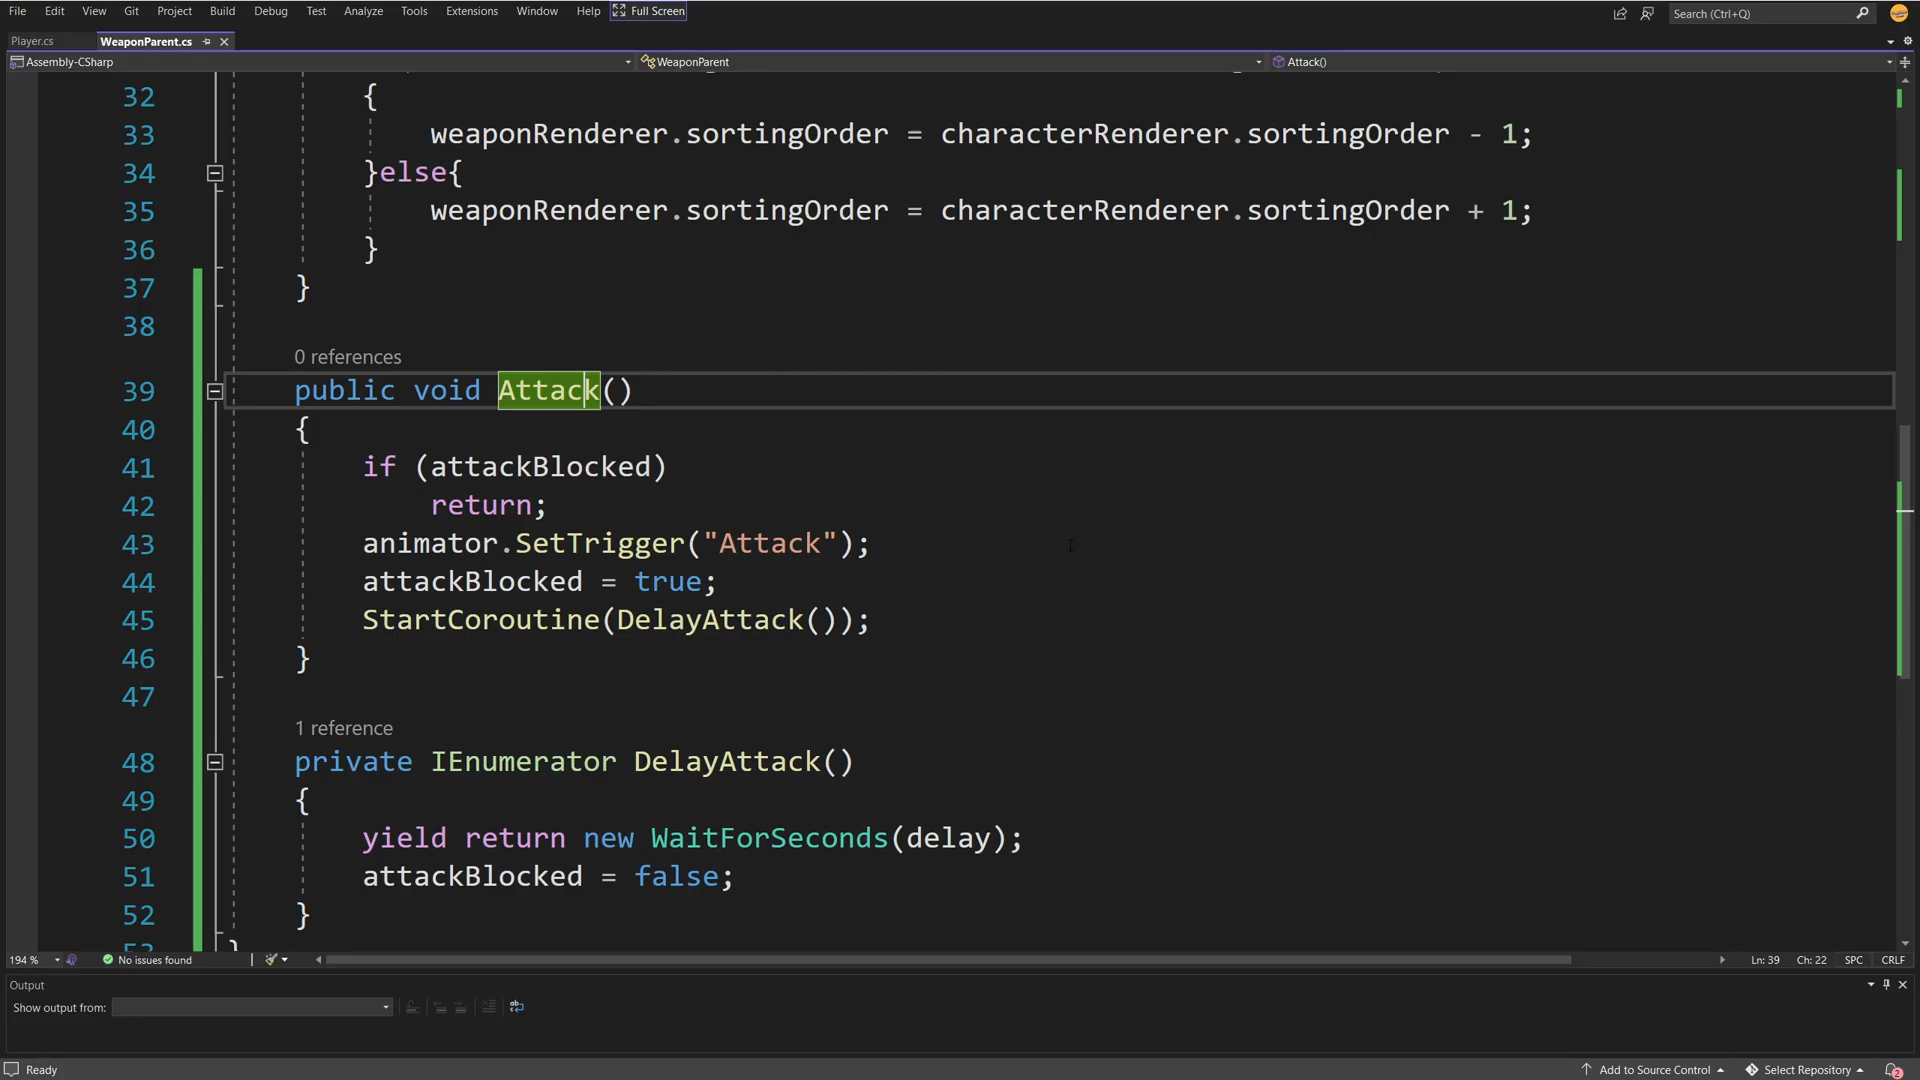 File Edit View Git Project Build Debug Test Analyze Tools Extensions Window Help Full Screen Search (Ctrl+Q)
Player.cs WeaponParent.cs
Assembly-CSharp WeaponParent Attack()
32 {
33 weaponRenderer.sortingOrder = characterRenderer.sortingOrder - 1;
34 }else{
35 weaponRenderer.sortingOrder = characterRenderer.sortingOrder + 1;
36 }
37 }
38
0 references
39 public void Attack()
40 {
41 if (attackBlocked)
42 return;
43 animator.SetTrigger("Attack");
44 attackBlocked = true;
45 StartCoroutine(DelayAttack());
46 }
47
1 reference
48 private IEnumerator DelayAttack()
49 {
50 yield return new WaitForSeconds(delay);
51 attackBlocked = false;
52 }
53 }
194 % No issues found Ln: 39 Ch: 22 SPC CRLF
Output
Show output from:
Ready Add to Source Control Select Repository 2